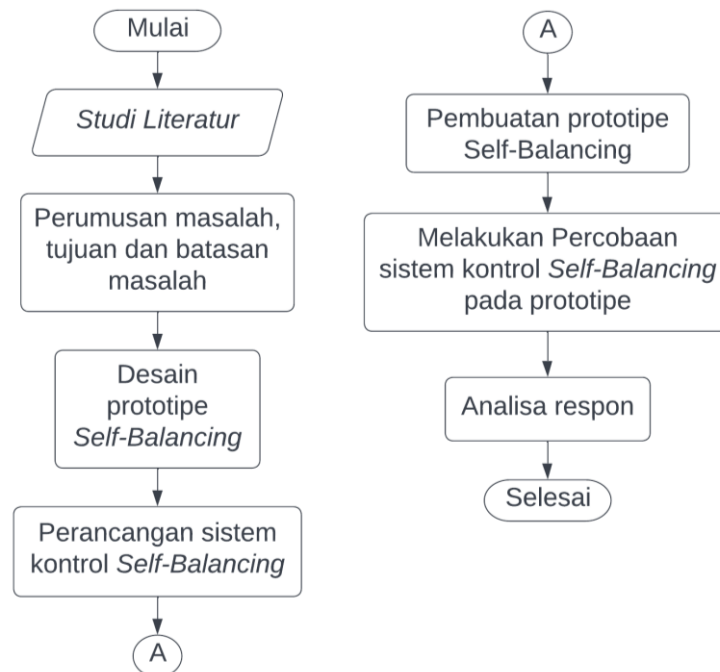 Mulai
Studi Literatur
Perumusan masalah,
tujuan dan batasan
masalah
Desain
prototipe
Self-Balancing
Perancangan sistem
kontrol Self-Balancing
A
A
Pembuatan prototipe
Self-Balancing
Melakukan Percobaan
sistem kontrol Self-Balancing
pada prototipe
Analisa respon
Selesai